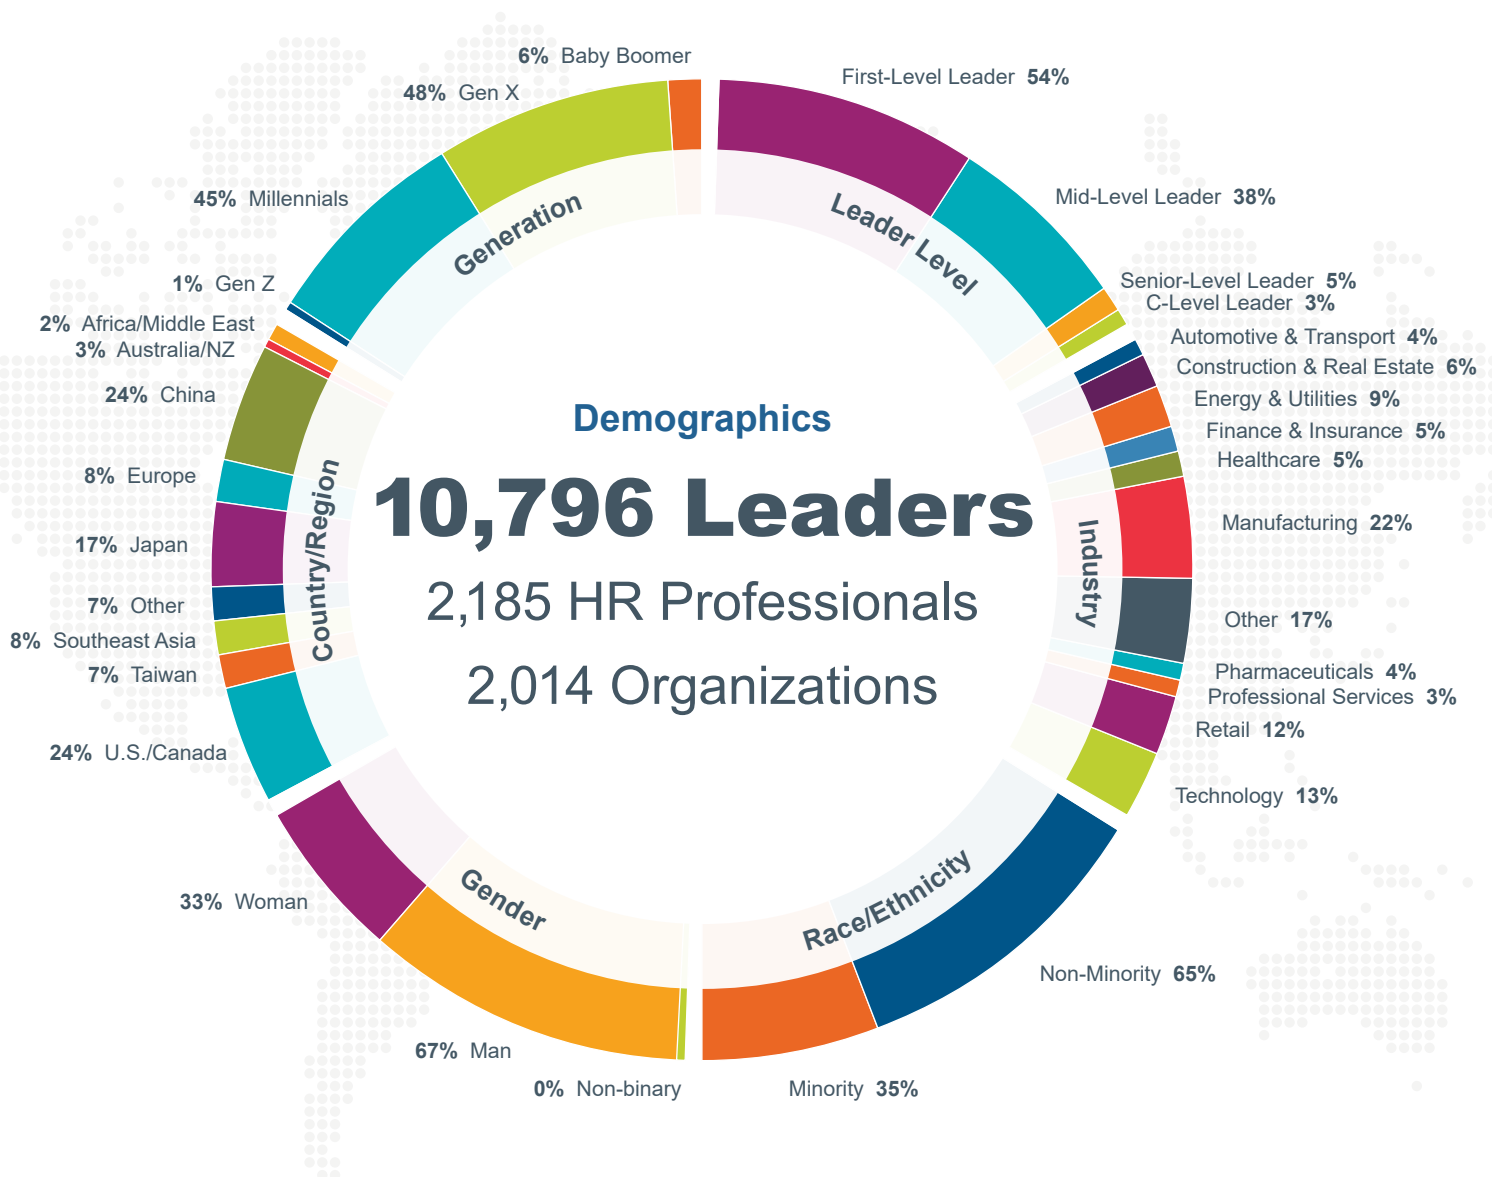 6% Baby Boomer
48% Gen X
45% Millennials
1% Gen Z
Generation
First-Level Leader 54%
Mid-Level Leader 38%
Senior-Level Leader 5%
C-Level Leader 3%
Leader Level
2% Africa/Middle East
3% Australia/NZ
24% China
8% Europe
17% Japan
7% Other
8% Southeast Asia
7% Taiwan
24% U.S./Canada
Country/Region
Demographics
10,796 Leaders
2,185 HR Professionals
2,014 Organizations
Automotive & Transport 4%
Construction & Real Estate 6%
Energy & Utilities 9%
Finance & Insurance 5%
Healthcare 5%
Manufacturing 22%
Other 17%
Pharmaceuticals 4%
Professional Services 3%
Retail 12%
Technology 13%
Industry
33% Woman
67% Man
0% Non-binary
Gender
Race/Ethnicity
Non-Minority 65%
Minority 35%